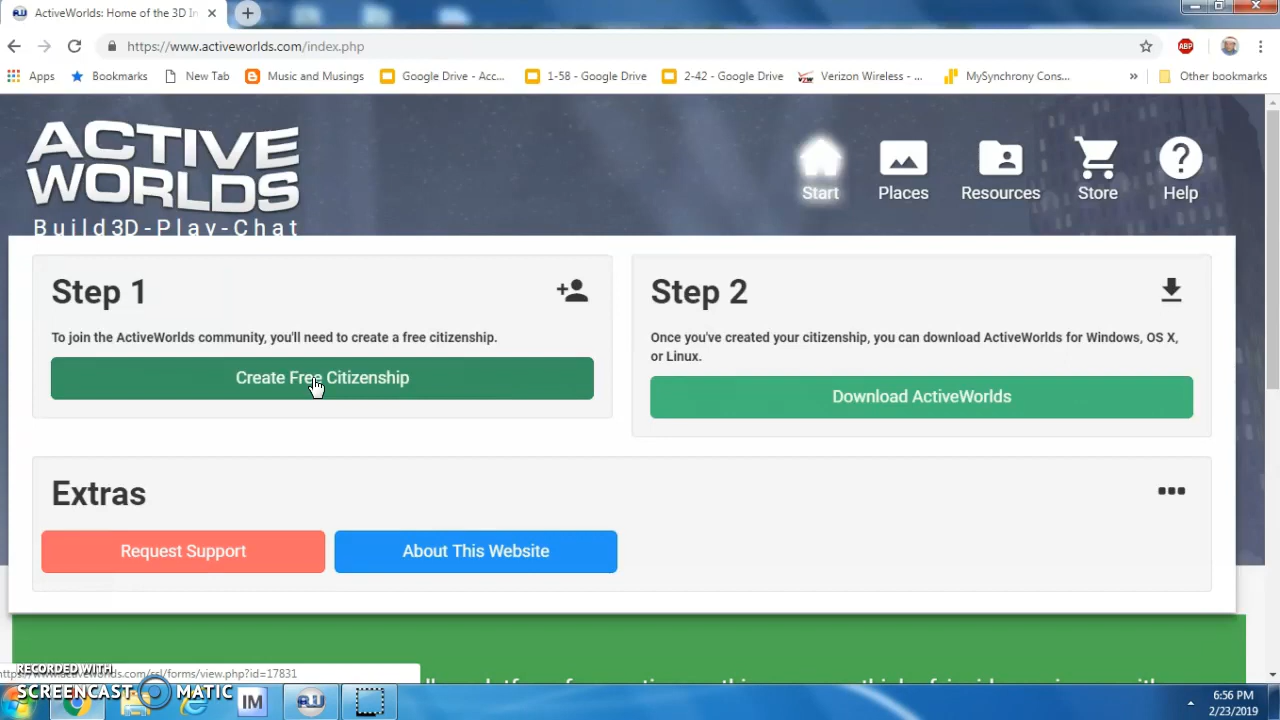 ActiveWorlds: Home of the 3D In
https://www.activeworlds.com/index.php
ABP
Apps
Bookmarks
New Tab
Music and Musings
Google Drive - Acc...
1-58 - Google Drive
2-42 - Google Drive
Verizon Wireless - ...
MySynchrony Cons...
»
Other bookmarks
ACTIVE
WORLDS
Build3D-Play-Chat
Start
Places
Resources
Store
Help
Step 1
To join the ActiveWorlds community, you'll need to create a free citizenship.
Create Free Citizenship
Step 2
Once you've created your citizenship, you can download ActiveWorlds for Windows, OS X,
or Linux.
Download ActiveWorlds
Extras
Request Support
About This Website
RECORDED WITH
SCREENCAST MATIC
IM
6:56 PM
2/23/2019